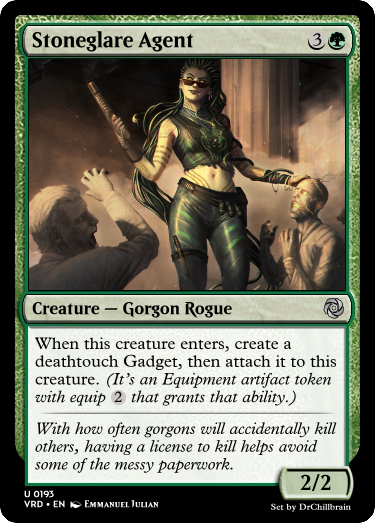 Stoneglare Agent 3
Creature — Gorgon Rogue
When this creature enters, create a
deathtouch Gadget, then attach it to this
creature. (It's an Equipment artifact token
with equip 2 that grants that ability.)
With how often gorgons will accidentally kill
others, having a license to kill helps avoid
some of the messy paperwork.
2/2
U 0193
VRD • EN Emmanuel Julian
Set by DrChillbrain